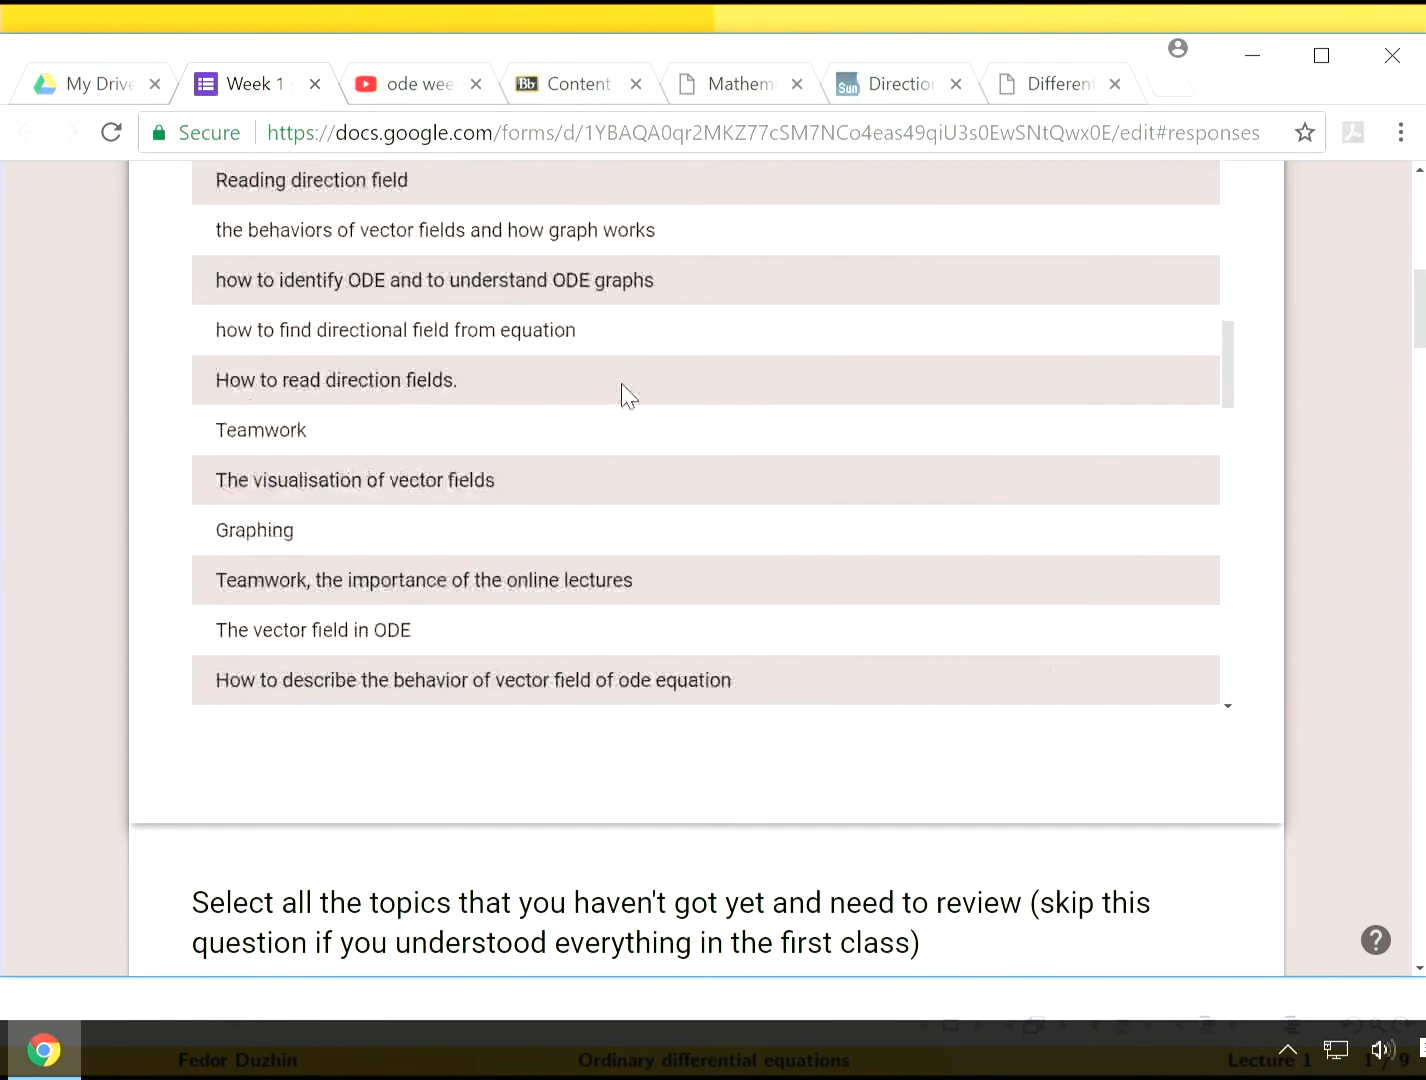 My Drive
Week 1
ode wee
Bb Content
Mathem
Sun Direction
Different
Secure https://docs.google.com/forms/d/1YBAQA0qr2MKZ77cSM7NCo4eas49qiU3s0EwSNtQwx0E/edit#responses
Reading direction field
the behaviors of vector fields and how graph works
how to identify ODE and to understand ODE graphs
how to find directional field from equation
How to read direction fields.
Teamwork
The visualisation of vector fields
Graphing
Teamwork, the importance of the online lectures
The vector field in ODE
How to describe the behavior of vector field of ode equation
Select all the topics that you haven't got yet and need to review (skip this
question if you understood everything in the first class)
Fedor Duzhin Ordinary differential equations Lecture 1